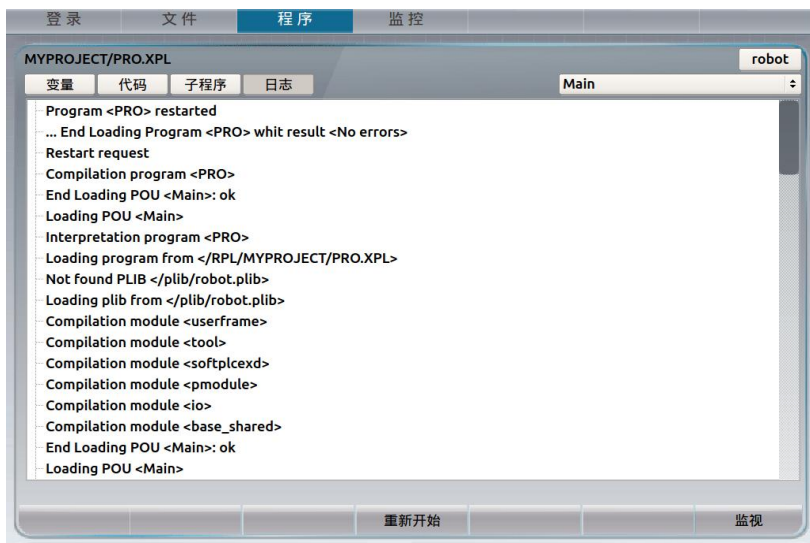 登录 文件 程序 监控
MYPROJECT/PRO.XPL robot
变量 代码 子程序 日志 Main
Program <PRO> restarted
... End Loading Program <PRO> whit result <No errors>
Restart request
Compilation program <PRO>
End Loading POU <Main>: ok
Loading POU <Main>
Interpretation program <PRO>
Loading program from </RPL/MYPROJECT/PRO.XPL>
Not found PLIB </plib/robot.plib>
Loading plib from </plib/robot.plib>
Compilation module <userframe>
Compilation module <tool>
Compilation module <softplcexd>
Compilation module <pmodule>
Compilation module <io>
Compilation module <base_shared>
End Loading POU <Main>: ok
Loading POU <Main>
重新开始 监视